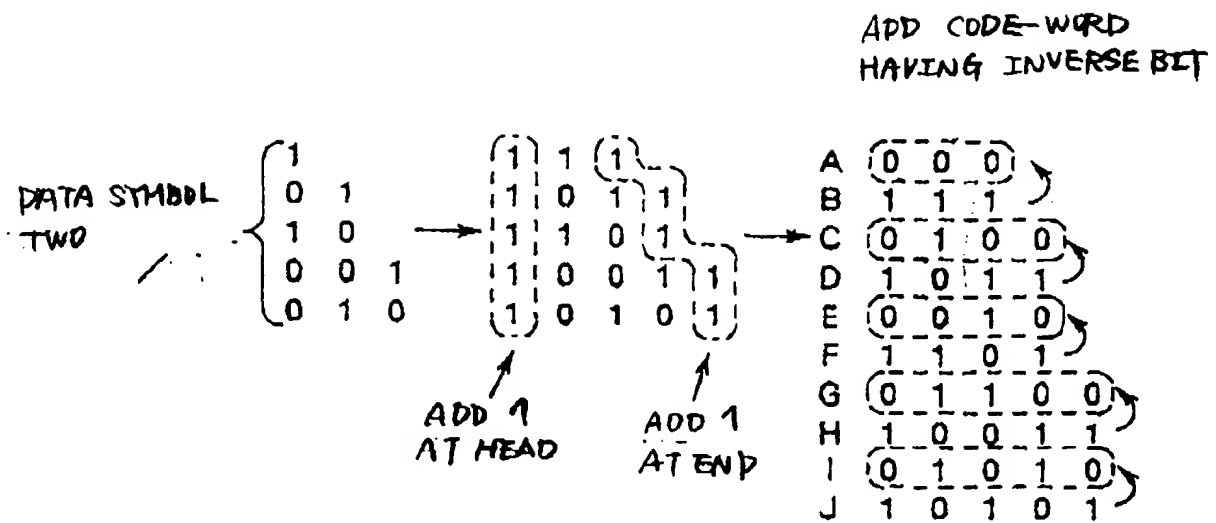 ADD CODE-WORD
HAVING INVERSE BIT
DATA SYMBOL
TWO
1
0 1
1 0
0 0 1
0 1 0
1 1 1
1 0 1 1
1 1 0 1
1 0 0 1 1
1 0 1 0 1
ADD 1
AT HEAD
ADD 1
AT END
A 0 0 0
B 1 1 1
C 0 1 0 0
D 1 0 1 1
E 0 0 1 0
F 1 1 0 1
G 0 1 1 0 0
H 1 0 0 1 1
I 0 1 0 1 0
J 1 0 1 0 1